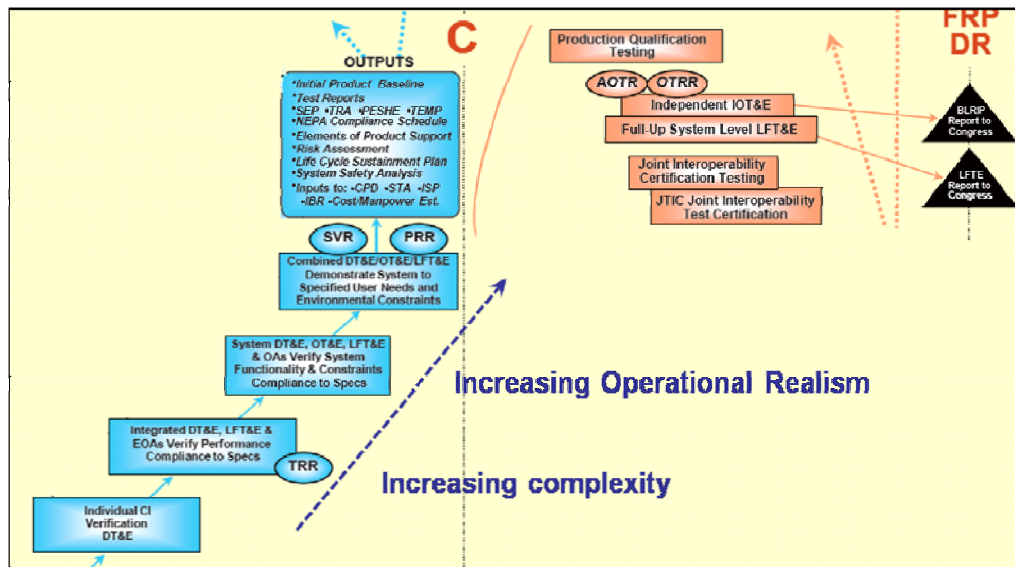 C
OUTPUTS
•Initial Product Baseline
•Test Reports
•SEP •TRA •PESHE •TEMP
•NEPA Compliance Schedule
•Elements of Product Support
•Risk Assessment
•Life Cycle Sustainment Plan
•System Safety Analysis
•Inputs to: -CPD •STA •ISP
•IBR •Cost/Manpower Est.
SVR
PRR
Combined DT&E/OT&E/LFT&E
Demonstrate System to
Specified User Needs and
Environmental Constraints
System DT&E, OT&E, LFT&E
& OAs Verify System
Functionality & Constraints
Compliance to Specs
Integrated DT&E, LFT&E &
EOAs Verify Performance
Compliance to Specs
TRR
Individual CI
Verification
DT&E
Increasing Operational Realism
Increasing complexity
Production Qualification
Testing
AOTR
OTRR
Independent IOT&E
Full-Up System Level LFT&E
Joint Interoperability
Certification Testing
JTIC Joint Interoperability
Test Certification
FRP
DR
BLRIP
Report to
Congress
LFTE
Report to
Congress